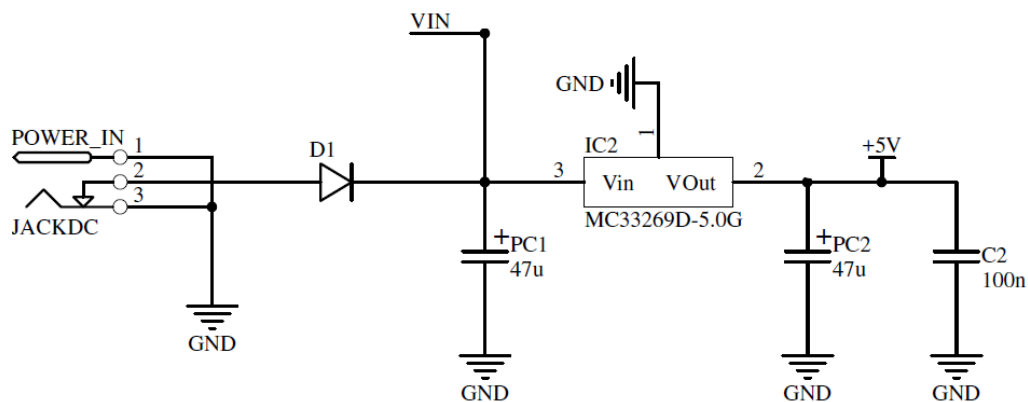 VIN
GND
POWER_IN
1
2
3
JACKDC
D1
IC2
1
3
Vin
VOut
2
MC33269D-5.0G
+5V
+
PC1
47u
+
PC2
47u
C2
100n
GND
GND
GND
GND